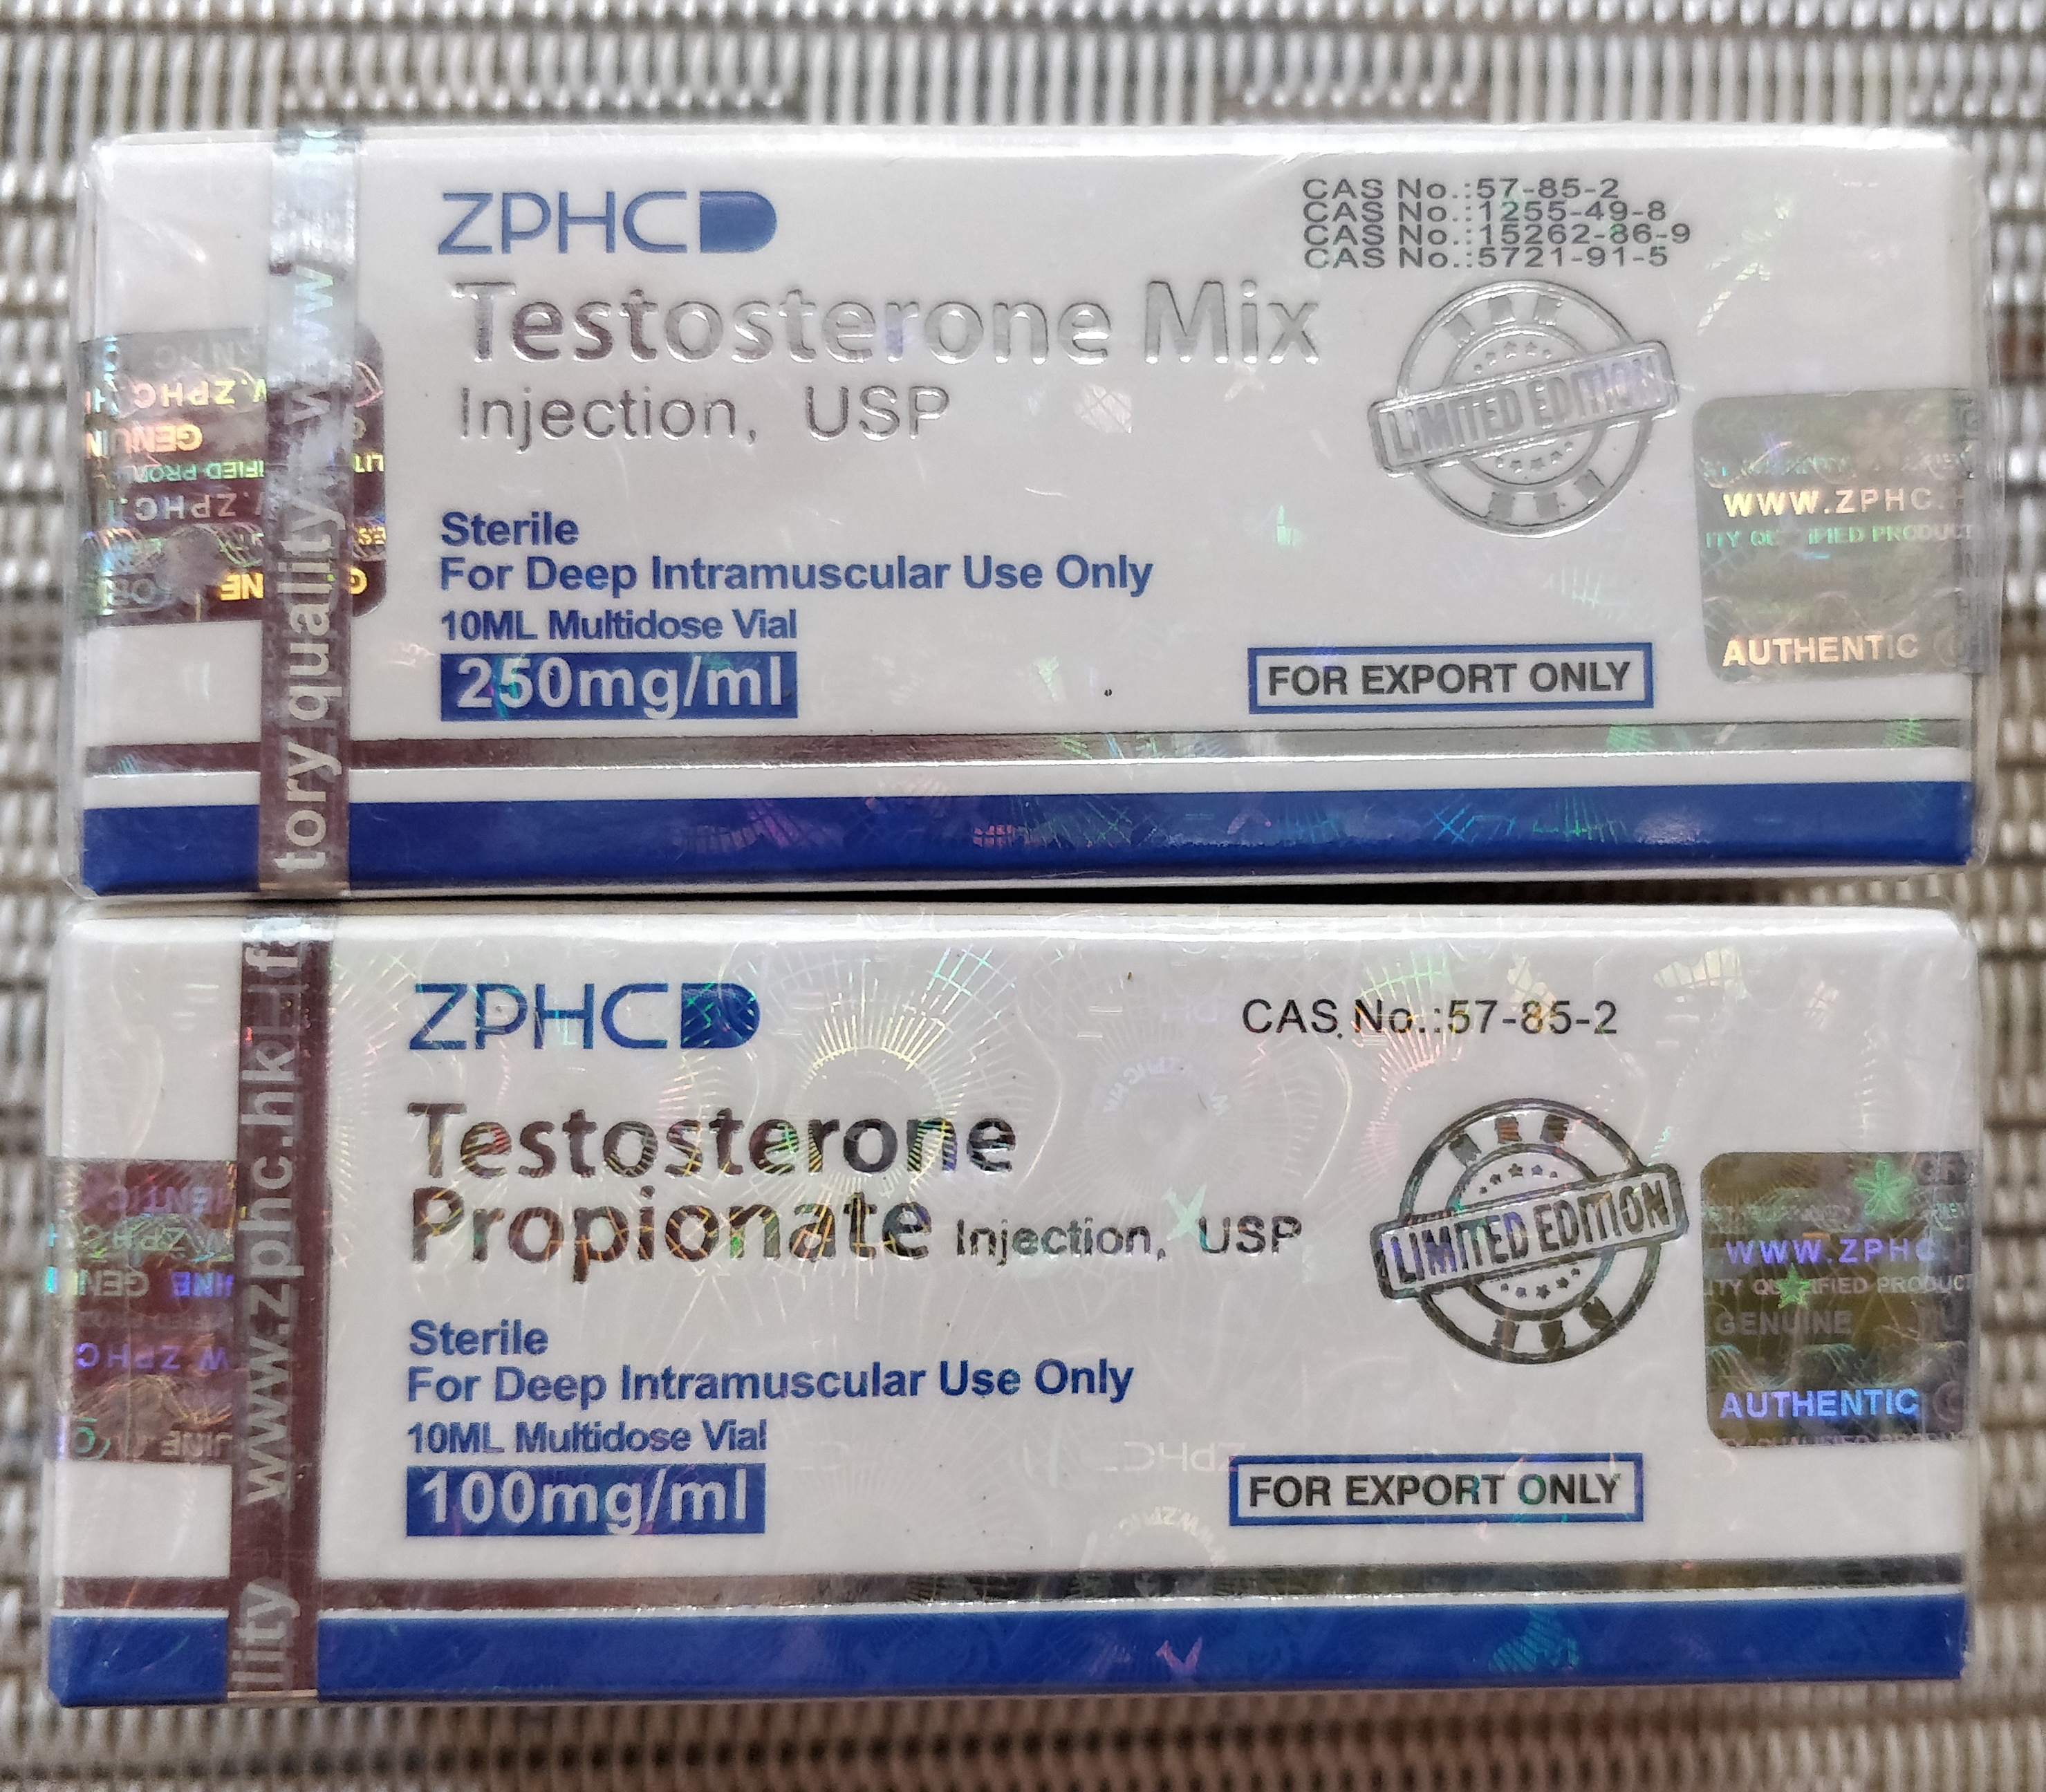 ZPHC
CAS No.:57-85-2
CAS No.:1255-49-8
CAS No.:15262-86-9
CAS No.:5721-91-5
Testosterone Mix
Injection, USP
LIMITED EDITION
Sterile
For Deep Intramuscular Use Only
10ML Multidose Vial
250mg/ml
FOR EXPORT ONLY
WWW.ZPHC.
AUTHENTIC
tory quality www
ZPHC
CAS No.:57-85-2
Testosterone
Propionate Injection, USP
LIMITED EDITION
Sterile
For Deep Intramuscular Use Only
10ML Multidose Vial
100mg/ml
FOR EXPORT ONLY
WWW.ZPHC
GENUINE
AUTHENTIC
lity www.zphc.hk